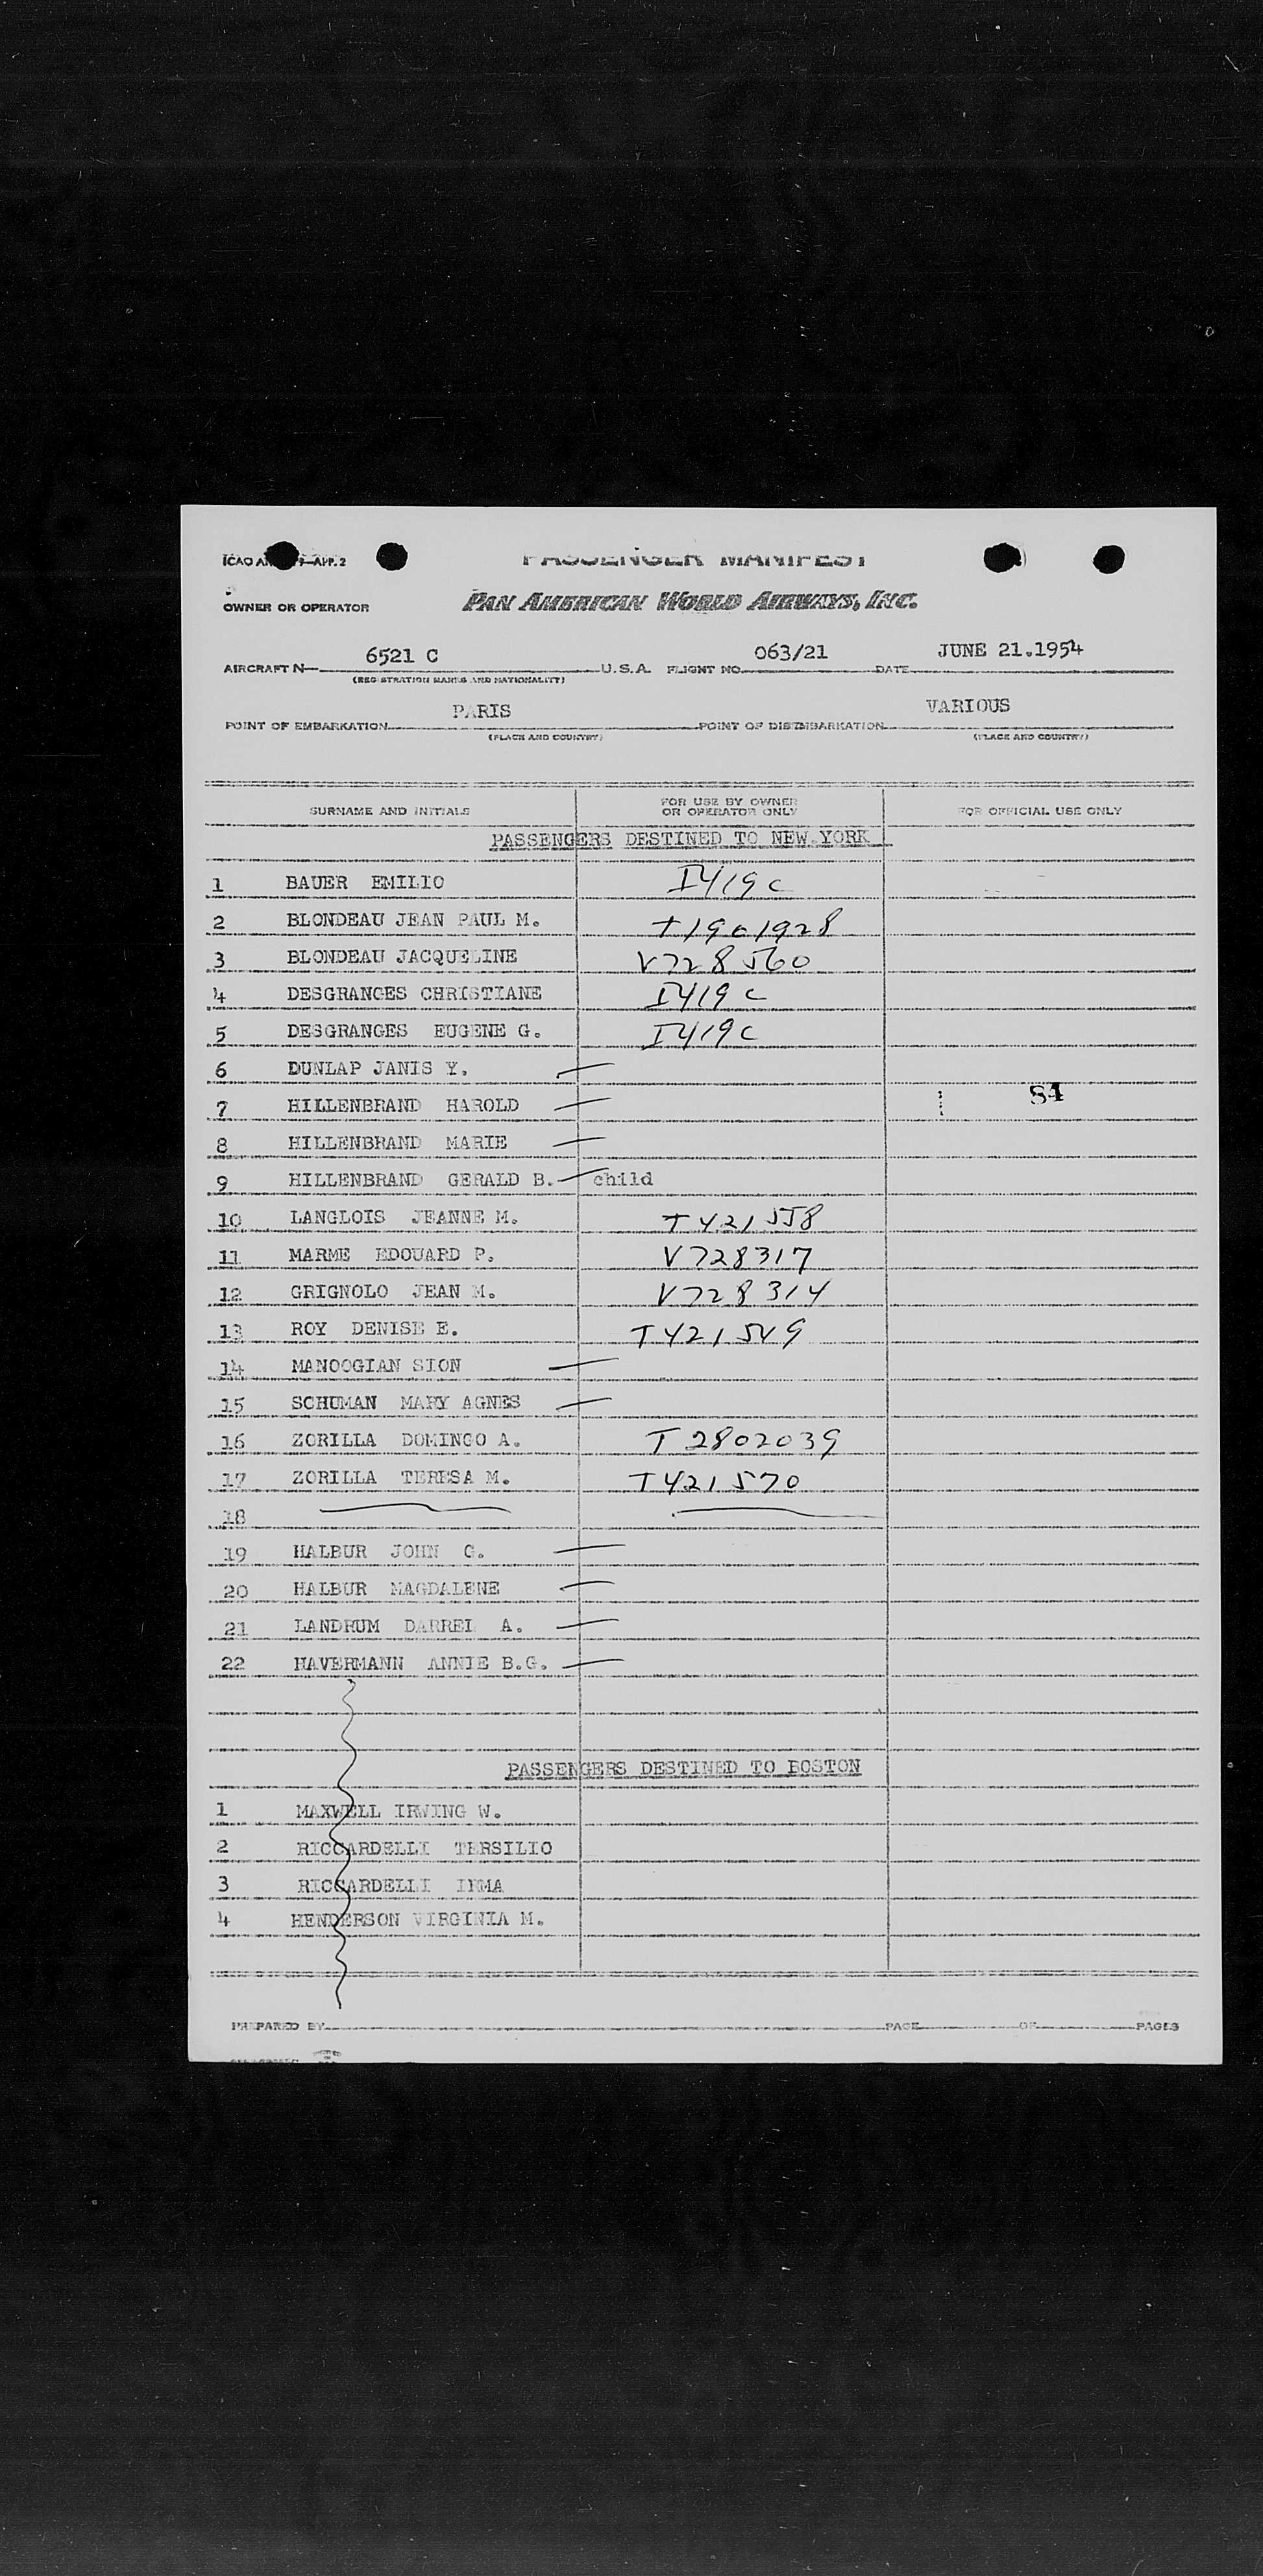 ICAO AN 9—APP. 2
PASSENGER MANIFEST
OWNER OR OPERATOR
PAN AMERICAN WORLD AIRWAYS, INC.
AIRCRAFT N— 6521 C U.S.A. FLIGHT NO. 063/21 DATE JUNE 21.1954
(REGISTRATION MARKS AND NATIONALITY)
POINT OF EMBARKATION PARIS POINT OF DISEMBARKATION VARIOUS
(PLACE AND COUNTRY) (PLACE AND COUNTRY)
SURNAME AND INITIALS FOR USE BY OWNER OR OPERATOR ONLY FOR OFFICIAL USE ONLY
PASSENGERS DESTINED TO NEW YORK
1 BAUER EMILIO I419C
2 BLONDEAU JEAN PAUL M. T1901928
3 BLONDEAU JACQUELINE V728560
4 DESGRANGES CHRISTIANE I419C
5 DESGRANGES EUGENE G. I419C
6 DUNLAP JANIS Y. —
7 HILLENBRAND HAROLD — 84
8 HILLENBRAND MARIE —
9 HILLENBRAND GERALD B. — child
10 LANGLOIS JEANNE M. T421558
11 MARME EDOUARD P. V728317
12 GRIGNOLO JEAN M. V728314
13 ROY DENISE E. T421549
14 MANOOGIAN SION —
15 SCHUMAN MARY AGNES —
16 ZORILLA DOMINGO A. T2802039
17 ZORILLA TERESA M. T421570
18
19 HALBUR JOHN G. —
20 HALBUR MAGDALENE —
21 LANDRUM DARREL A. —
22 HAVERMANN ANNIE B.G. —
PASSENGERS DESTINED TO BOSTON
1 MAXWELL IRWING W.
2 RICCARDELLI TERSILIO
3 RICCARDELLI IRMA
4 HENDERSON VIRGINIA M.
PREPARED BY PAGE OF PAGES